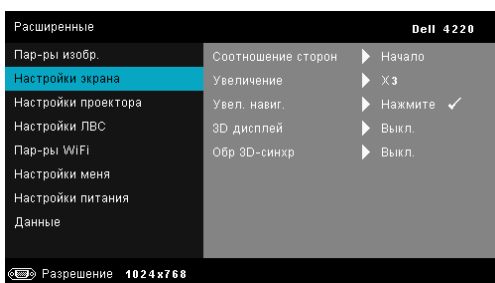 Расширенные Dell 4220
Пар-ры изобр. Соотношение сторон Начало
Настройки экрана Увеличение X3
Настройки проектора Увел. навиг. Нажмите
Настройки ЛВС 3D дисплей Выкл.
Пар-ры WiFi Обр 3D-синхр Выкл.
Настройки меня
Настройки питания
Данные
Разрешение 1024x768